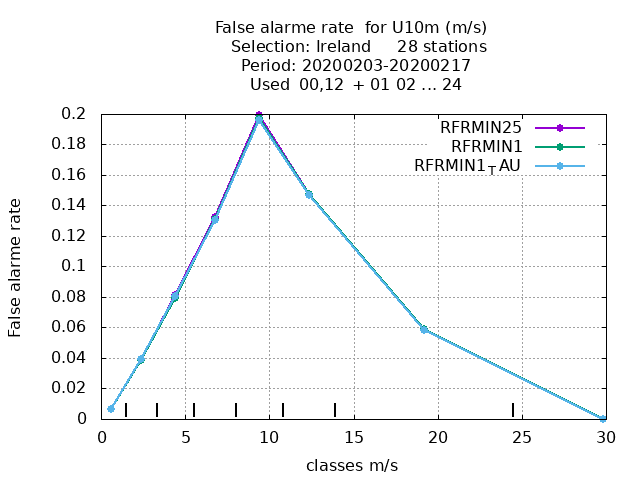 False alarme rate  for U10m (m/s)
Selection: Ireland     28 stations
Period: 20200203-20200217
Used  00,12  + 01 02 ... 24
RFRMIN25
RFRMIN1
RFRMIN1TAU
False alarme rate
0.2
0.18
0.16
0.14
0.12
0.1
0.08
0.06
0.04
0.02
0
0 5 10 15 20 25 30
classes m/s